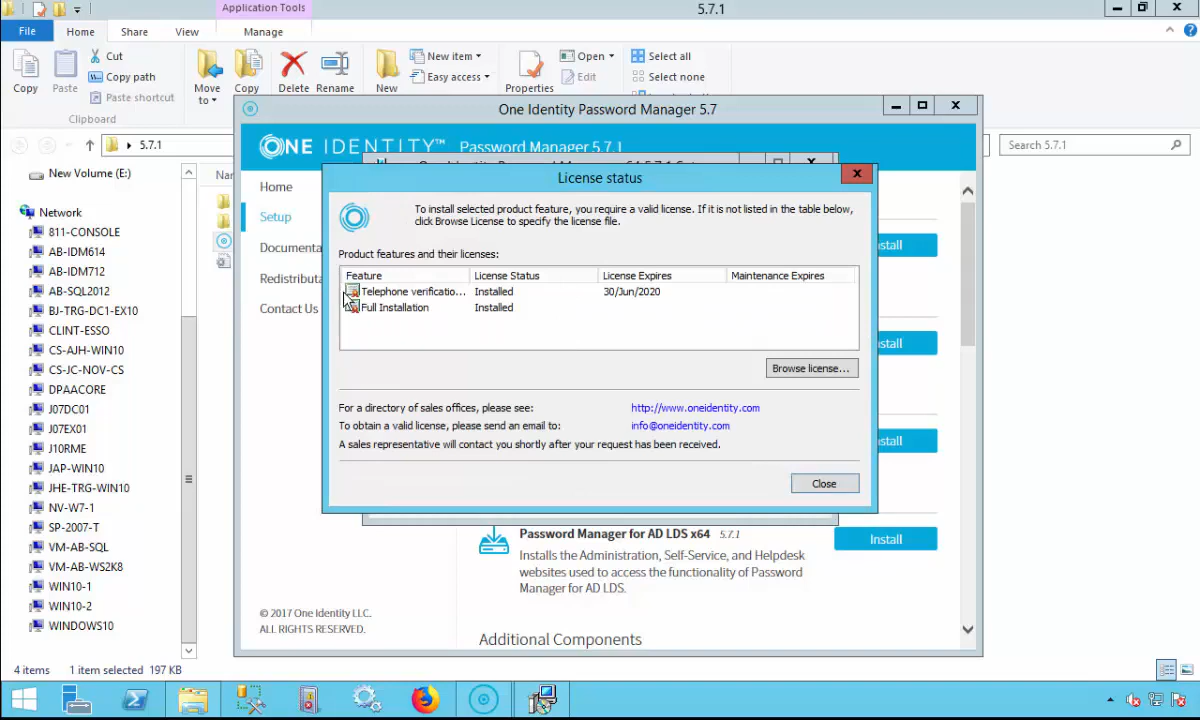 Application Tools
5.7.1
File
Home
Share
View
Manage
Copy
Paste
Cut
Copy path
Paste shortcut
Clipboard
Move to
Copy
Delete
Rename
New
New item
Easy access
Properties
Open
Edit
Select all
Select none
5.7.1
Search 5.7.1
New Volume (E:)
Network
811-CONSOLE
AB-IDM614
AB-IDM712
AB-SQL2012
BJ-TRG-DC1-EX10
CLINT-ESSO
CS-AJH-WIN10
CS-JC-NOV-CS
DPAACORE
J07DC01
J07EX01
J10RME
JAP-WIN10
JHE-TRG-WIN10
NV-W7-1
SP-2007-T
VM-AB-SQL
VM-AB-WS2K8
WIN10-1
WIN10-2
WINDOWS10
4 items
1 item selected 197 KB
One Identity Password Manager 5.7
ONE IDENTITY™ Password Manager 5.7.1
Home
Setup
Documenta
Redistributa
Contact Us
© 2017 One Identity LLC.
ALL RIGHTS RESERVED.
License status
To install selected product feature, you require a valid license. If it is not listed in the table below,
click Browse License to specify the license file.
Product features and their licenses:
Feature
License Status
License Expires
Maintenance Expires
Telephone verificatio...
Installed
30/Jun/2020
Full Installation
Installed
Browse license...
For a directory of sales offices, please see:
http://www.oneidentity.com
To obtain a valid license, please send an email to:
info@oneidentity.com
A sales representative will contact you shortly after your request has been received.
Close
Password Manager for AD LDS x64 5.7.1
Install
Installs the Administration, Self-Service, and Helpdesk
websites used to access the functionality of Password
Manager for AD LDS.
Additional Components